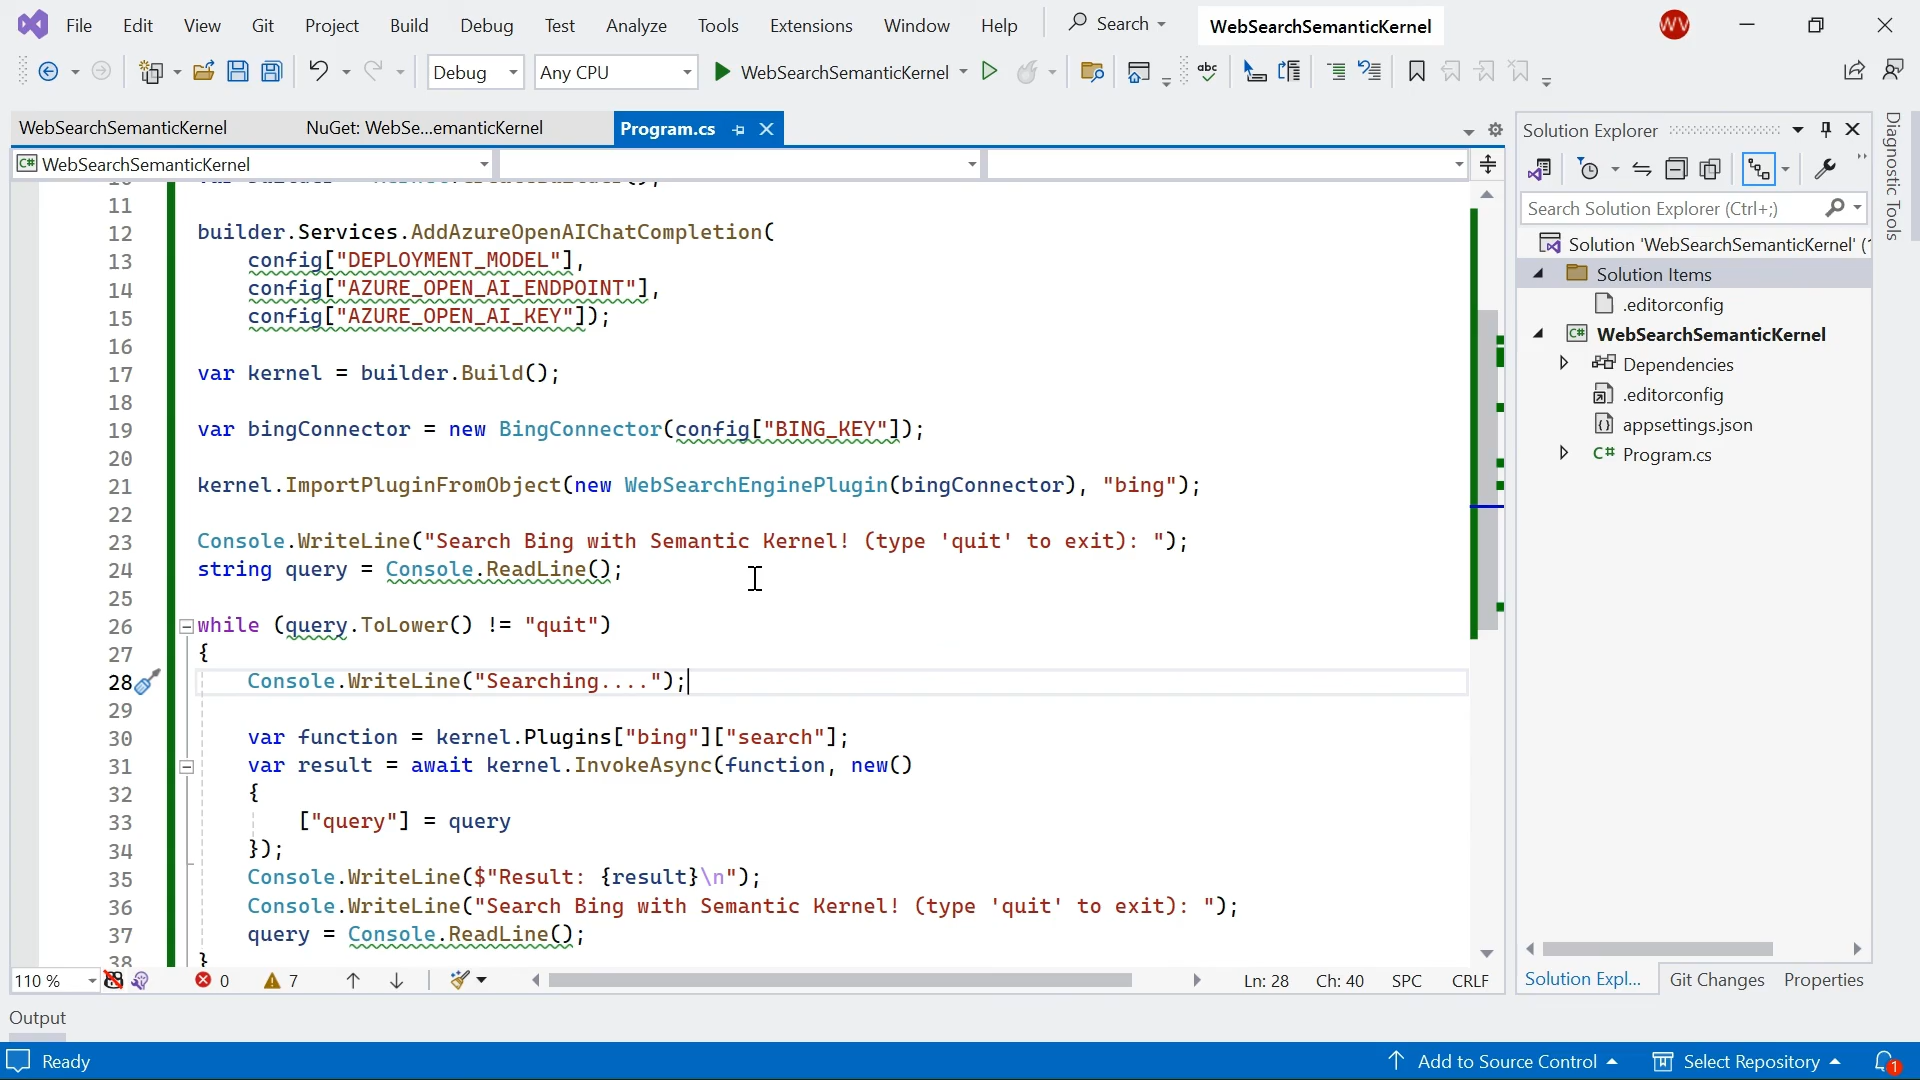 File Edit View Git Project Build Debug Test Analyze Tools Extensions Window Help Search WebSearchSemanticKernel WV
Debug Any CPU WebSearchSemanticKernel abc
WebSearchSemanticKernel NuGet: WebSe...emanticKernel Program.cs
C# WebSearchSemanticKernel
11
12 builder.Services.AddAzureOpenAIChatCompletion(
13 config["DEPLOYMENT_MODEL"],
14 config["AZURE_OPEN_AI_ENDPOINT"],
15 config["AZURE_OPEN_AI_KEY"]);
16
17 var kernel = builder.Build();
18
19 var bingConnector = new BingConnector(config["BING_KEY"]);
20
21 kernel.ImportPluginFromObject(new WebSearchEnginePlugin(bingConnector), "bing");
22
23 Console.WriteLine("Search Bing with Semantic Kernel! (type 'quit' to exit): ");
24 string query = Console.ReadLine();
25
26 while (query.ToLower() != "quit")
27 {
28 Console.WriteLine("Searching....");
29
30 var function = kernel.Plugins["bing"]["search"];
31 var result = await kernel.InvokeAsync(function, new()
32 {
33 ["query"] = query
34 });
35 Console.WriteLine($"Result: {result}\n");
36 Console.WriteLine("Search Bing with Semantic Kernel! (type 'quit' to exit): ");
37 query = Console.ReadLine();
38 }
110 % 0 7 Ln: 28 Ch: 40 SPC CRLF
Solution Explorer
Search Solution Explorer (Ctrl+;)
Solution 'WebSearchSemanticKernel' (
Solution Items
.editorconfig
C# WebSearchSemanticKernel
Dependencies
.editorconfig
appsettings.json
C# Program.cs
Solution Expl... Git Changes Properties
Diagnostic Tools
Output
Ready Add to Source Control Select Repository 1